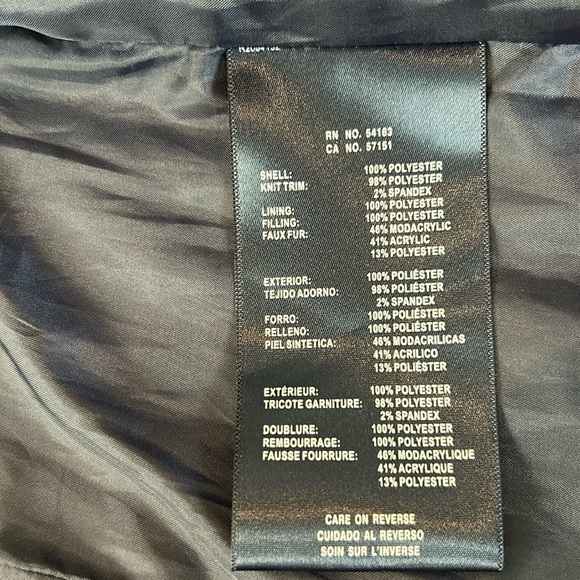 RN NO. 54163
CA NO. 57151
SHELL: 100% POLYESTER
KNIT TRIM: 98% POLYESTER
2% SPANDEX
LINING: 100% POLYESTER
FILLING: 100% POLYESTER
FAUX FUR: 46% MODACRYLIC
41% ACRYLIC
13% POLYESTER
EXTERIOR: 100% POLIÉSTER
TEJIDO ADORNO: 98% POLIÉSTER
2% SPANDEX
FORRO: 100% POLIÉSTER
RELLENO: 100% POLIÉSTER
PIEL SINTETICA: 46% MODACRILICAS
41% ACRILICO
13% POLIÉSTER
EXTÉRIEUR: 100% POLYESTER
TRICOTE GARNITURE: 98% POLYESTER
2% SPANDEX
DOUBLURE: 100% POLYESTER
REMBOURRAGE: 100% POLYESTER
FAUSSE FOURRURE: 46% MODACRYLIQUE
41% ACRYLIQUE
13% POLYESTER
CARE ON REVERSE
CUIDADO AL REVERSO
SOIN SUR L'INVERSE